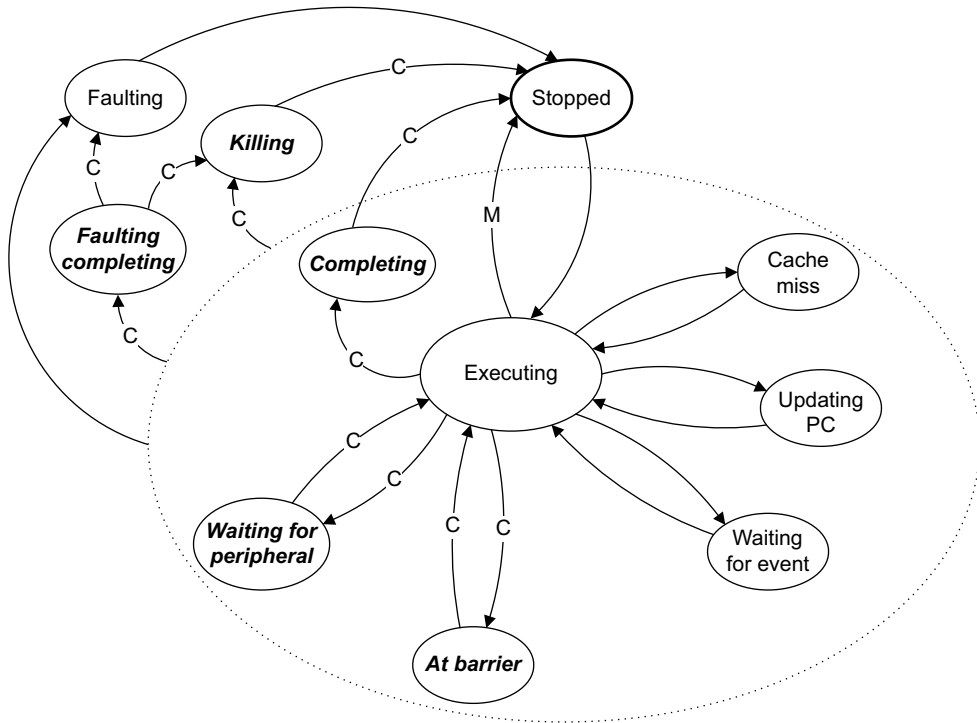 C
Faulting
Stopped
Killing
C
C
C
M
C
Faulting
completing
Completing
Cache
miss
C
C
Executing
Updating
PC
C
C
C
C
Waiting for
peripheral
Waiting
for event
At barrier